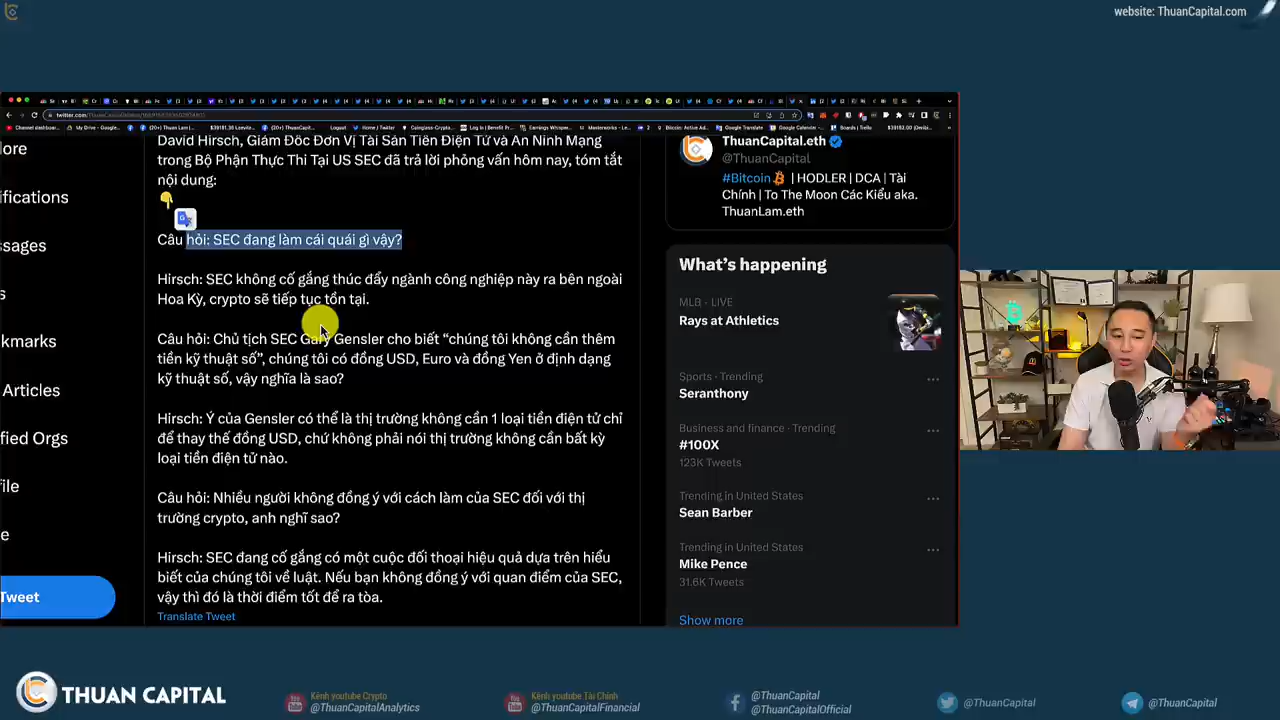 website: ThuanCapital.com
David Hirsch, Giám Đốc Đơn Vị Tài Sản Tiền Điện Tử và An Ninh Mạng
trong Bộ Phận Thực Thi Tại US SEC đã trả lời phỏng vấn hôm nay, tóm tắt
nội dung:
Câu hỏi: SEC đang làm cái quái gì vậy?
Hirsch: SEC không cố gắng thúc đẩy ngành công nghiệp này ra bên ngoài
Hoa Kỳ, crypto sẽ tiếp tục tồn tại.
Câu hỏi: Chủ tịch SEC Gary Gensler cho biết “chúng tôi không cần thêm
tiền kỹ thuật số”, chúng tôi có đồng USD, Euro và đồng Yen ở định dạng
kỹ thuật số, vậy nghĩa là sao?
Hirsch: Ý của Gensler có thể là thị trường không cần 1 loại tiền điện tử chỉ
để thay thế đồng USD, chứ không phải nói thị trường không cần bất kỳ
loại tiền điện tử nào.
Câu hỏi: Nhiều người không đồng ý với cách làm của SEC đối với thị
trường crypto, anh nghĩ sao?
Hirsch: SEC đang cố gắng có một cuộc đối thoại hiệu quả dựa trên hiểu
biết của chúng tôi về luật. Nếu bạn không đồng ý với quan điểm của SEC,
vậy thì đó là thời điểm tốt để ra tòa.
Translate Tweet
lore
ifications
ssages
s
kmarks
Articles
fied Orgs
file
e
Tweet
ThuanCapital.eth
@ThuanCapital
#Bitcoin | HODLER | DCA | Tài
Chính | To The Moon Các Kiểu aka.
ThuanLam.eth
What’s happening
MLB · LIVE
Rays at Athletics
Sports · Trending
Seranthony
Business and finance · Trending
#100X
123K Tweets
Trending in United States
Sean Barber
Trending in United States
Mike Pence
31.6K Tweets
Show more
THUAN CAPITAL
Kênh youtube Crypto
@ThuanCapitalAnalytics
Kênh youtube Tài Chính
@ThuanCapitalFinancial
@ThuanCapital
@ThuanCapitalOfficial
@ThuanCapital
@ThuanCapital